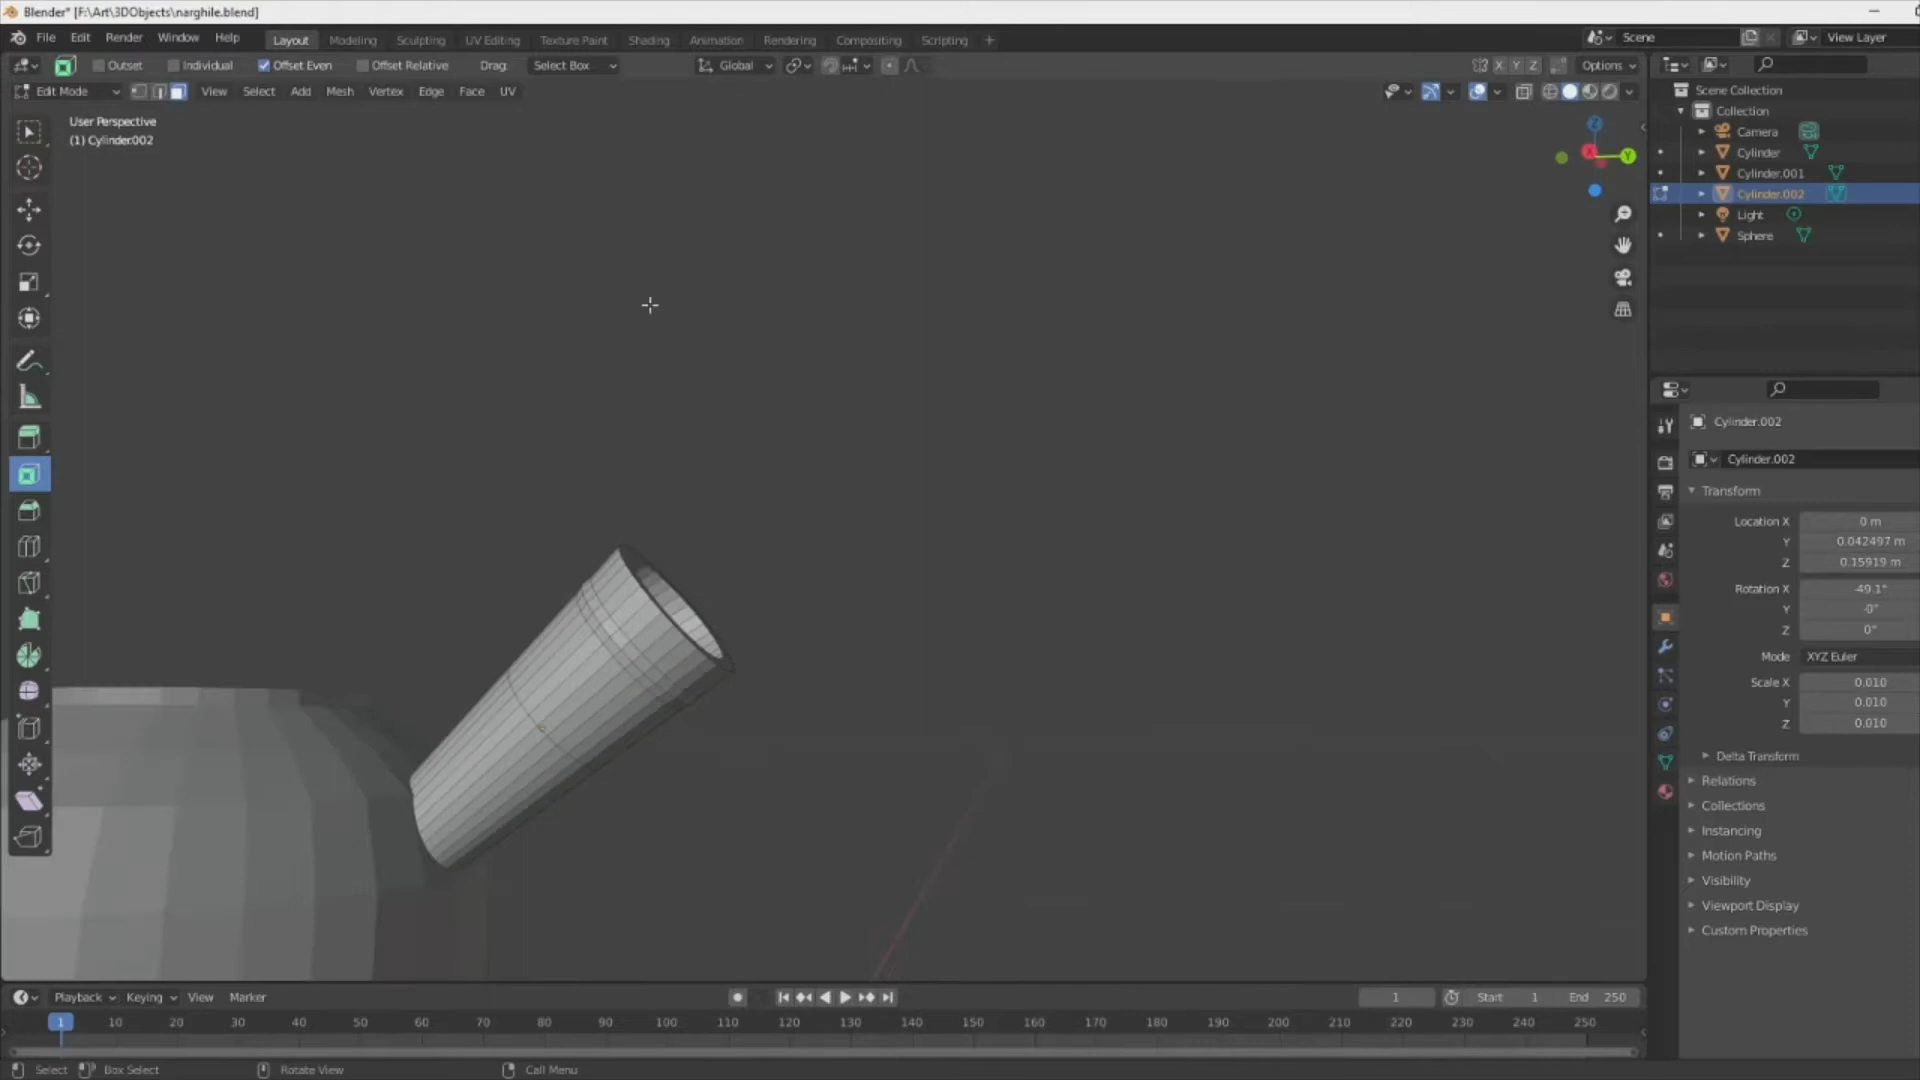 Blender* [F:\Art\3DObjects\narghile.blend]
File Edit Render Window Help Layout Modeling Sculpting UV Editing Texture Paint Shading Animation Rendering Compositing Scripting + Scene View Layer
Outset Individual Offset Even Offset Relative Drag: Select Box Global X Y Z Options
Edit Mode View Select Add Mesh Vertex Edge Face UV
User Perspective
(1) Cylinder.002
Z
X
Y
Scene Collection
Collection
Camera
Cylinder
Cylinder.001
Cylinder.002
Light
Sphere
Cylinder.002
Cylinder.002
Transform
Location X 0 m
Y 0.042497 m
Z 0.15919 m
Rotation X -49.1°
Y -0°
Z 0°
Mode XYZ Euler
Scale X 0.010
Y 0.010
Z 0.010
Delta Transform
Relations
Collections
Instancing
Motion Paths
Visibility
Viewport Display
Custom Properties
Playback Keying View Marker 1 Start 1 End 250
1 10 20 30 40 50 60 70 80 90 100 110 120 130 140 150 160 170 180 190 200 210 220 230 240 250
Select Box Select Rotate View Call Menu